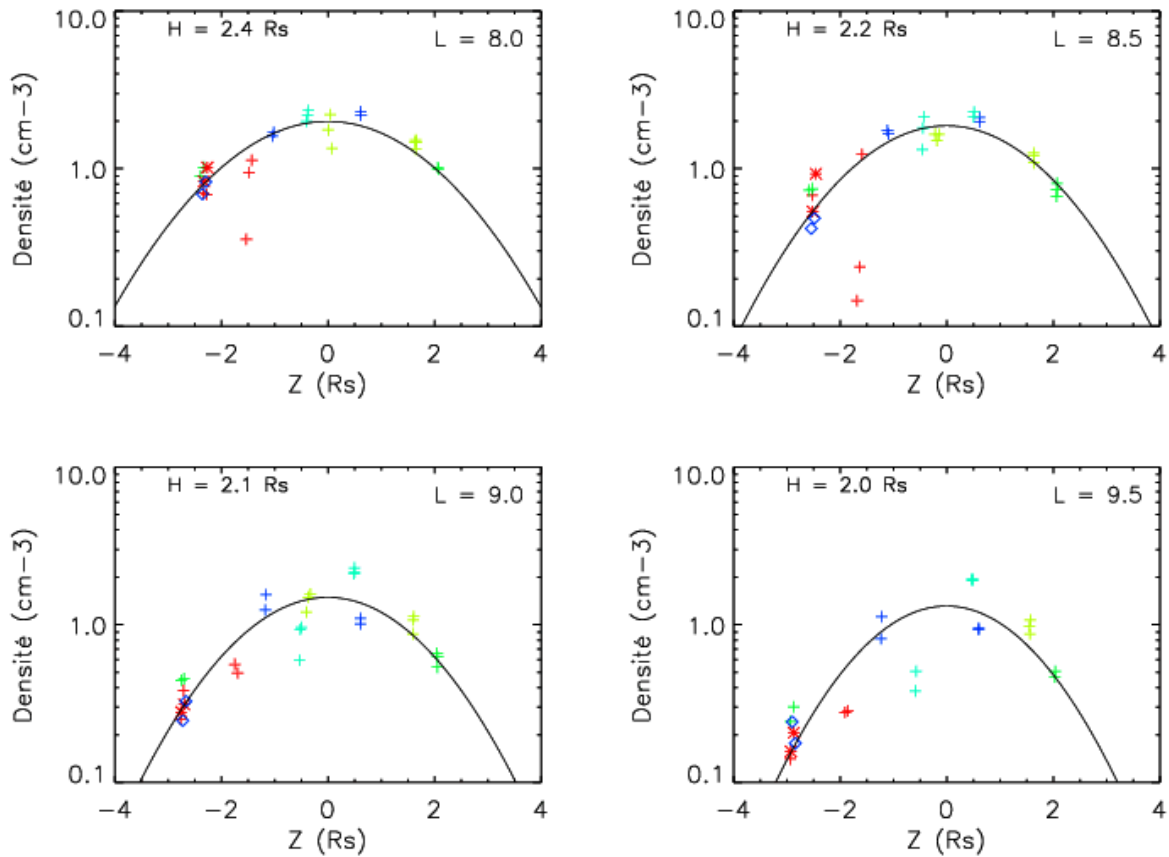 H = 2.4 Rs
L = 8.0
10.0
1.0
0.1
Densité (cm−3)
−4 −2 0 2 4
Z (Rs)
H = 2.2 Rs
L = 8.5
10.0
1.0
0.1
Densité (cm−3)
−4 −2 0 2 4
Z (Rs)
H = 2.1 Rs
L = 9.0
10.0
1.0
0.1
Densité (cm−3)
−4 −2 0 2 4
Z (Rs)
H = 2.0 Rs
L = 9.5
10.0
1.0
0.1
Densité (cm−3)
−4 −2 0 2 4
Z (Rs)